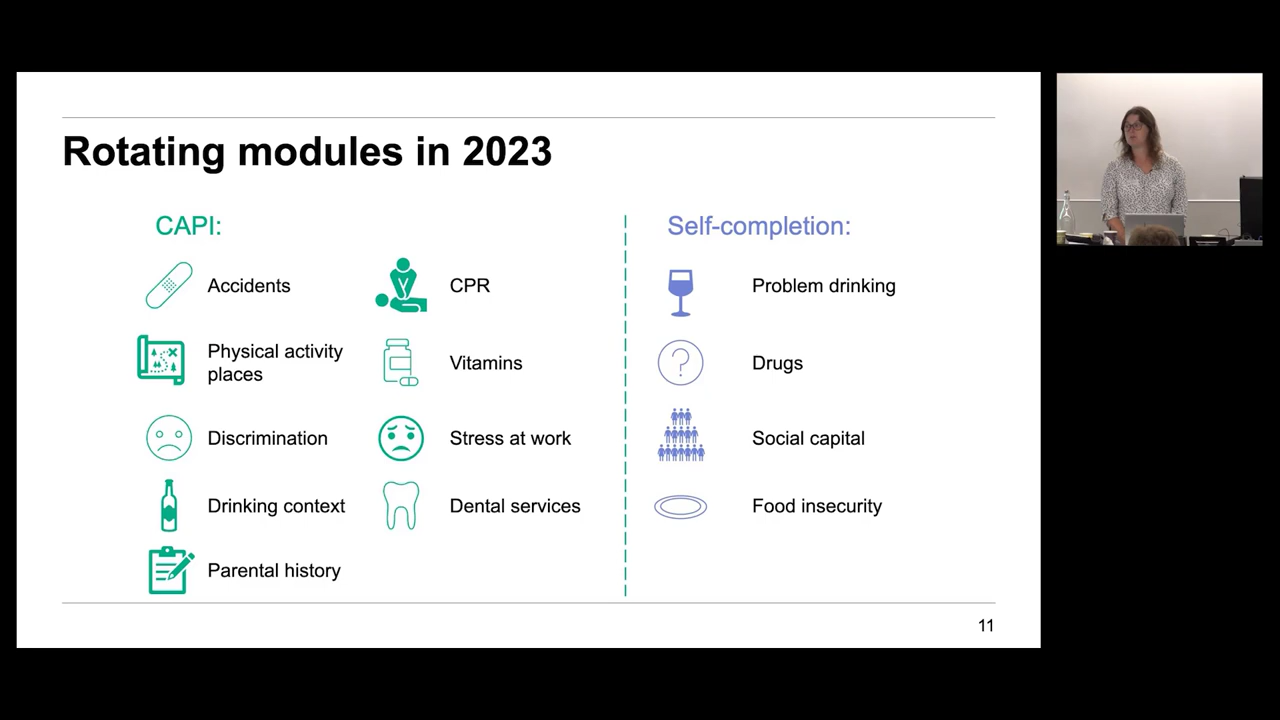 Rotating modules in 2023
CAPI:
Accidents
Physical activity
places
Discrimination
Drinking context
Parental history
CPR
Vitamins
Stress at work
Dental services
Self-completion:
Problem drinking
?
Drugs
Social capital
Food insecurity
11